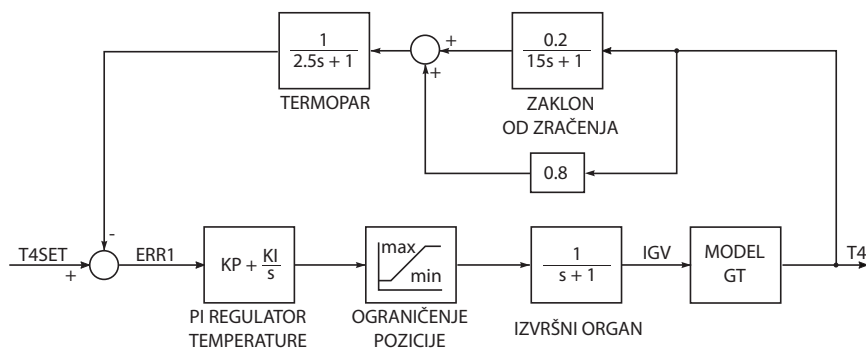 1
2.5s + 1
TERMOPAR
+
+
0.2
15s + 1
ZAKLON
OD ZRAČENJA
0.8
-
T4SET
+
ERR1
KP + KI
s
PI REGULATOR
TEMPERATURE
max
min
OGRANIČENJE
POZICIJE
1
s + 1
IZVRŠNI ORGAN
IGV
MODEL
GT
T4